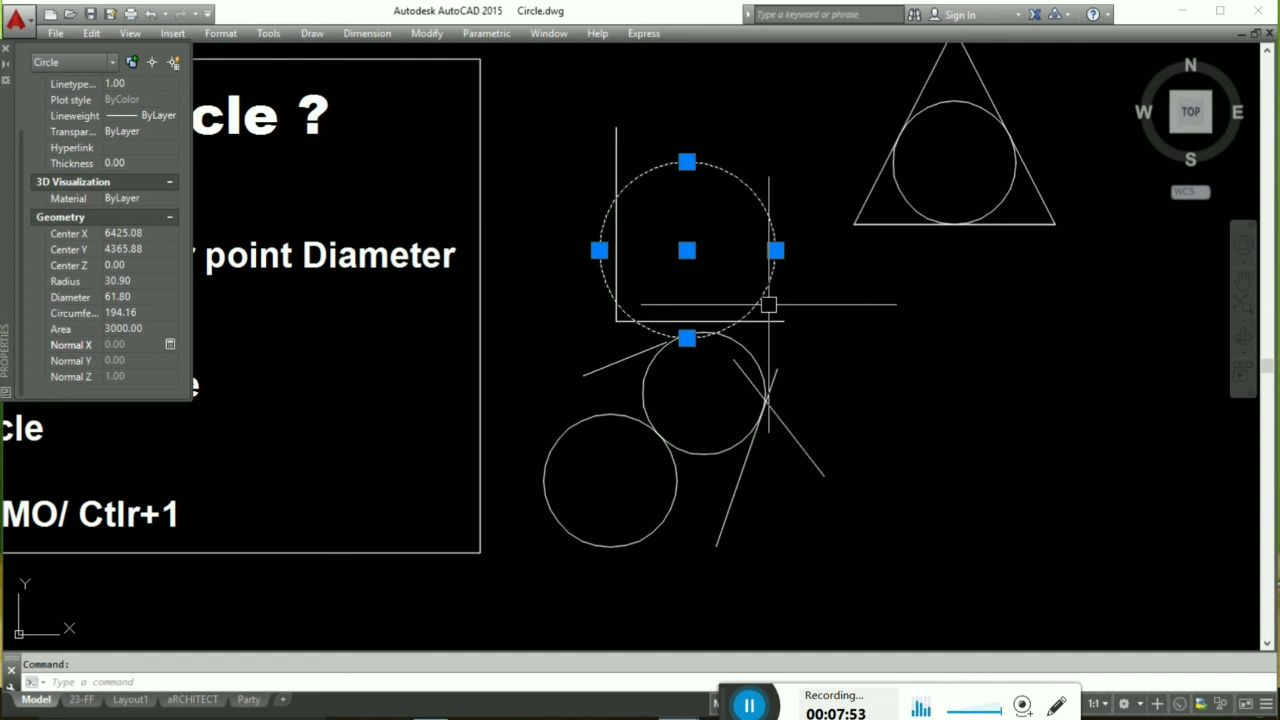 Autodesk AutoCAD 2015 Circle.dwg
Type a keyword or phrase
Sign In
File Edit View Insert Format Tools Draw Dimension Modify Parametric Window Help Express
Circle
Linetype... 1.00
Plot style ByColor
Lineweight ByLayer
Transpar... ByLayer
Hyperlink
Thickness 0.00
3D Visualization
Material ByLayer
Geometry
Center X 6425.08
Center Y 4365.88
Center Z 0.00
Radius 30.90
Diameter 61.80
Circumfe... 194.16
Area 3000.00
Normal X 0.00
Normal Y 0.00
Normal Z 1.00
PROPERTIES
cle ?
point Diameter
cle
MO/ Ctlr+1
N
W TOP E
S
WCS
Y
X
Command:
Type a command
Model 23-FF Layout1 aRCHITECT Party +
M
Recording...
00:07:53
1:1